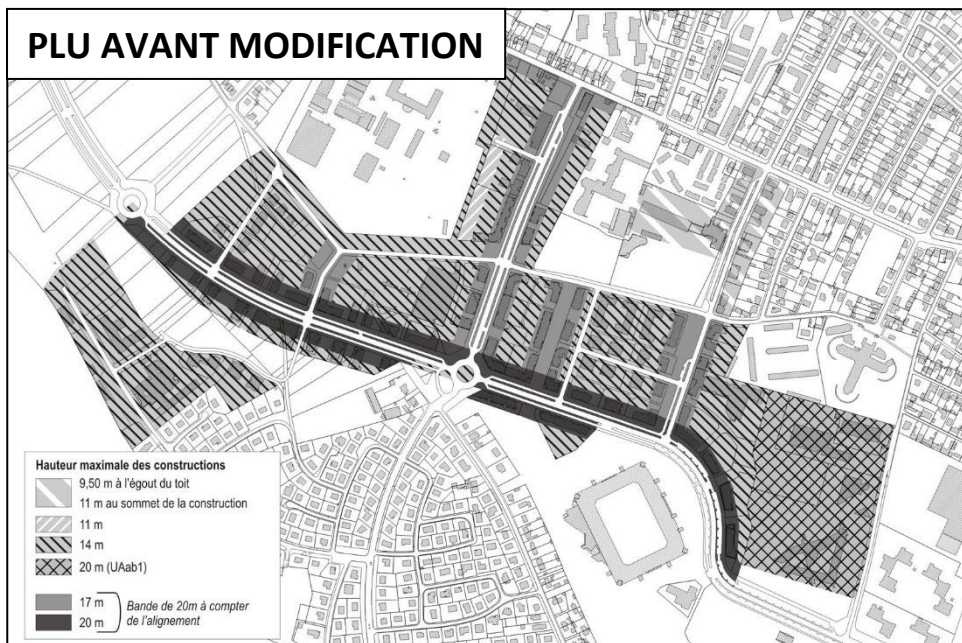 PLU AVANT MODIFICATION
Hauteur maximale des constructions
9,50 m à l'égout du toit
11 m au sommet de la construction
11 m
14 m
20 m (UAab1)
17 m
20 m
Bande de 20m à compter
de l'alignement